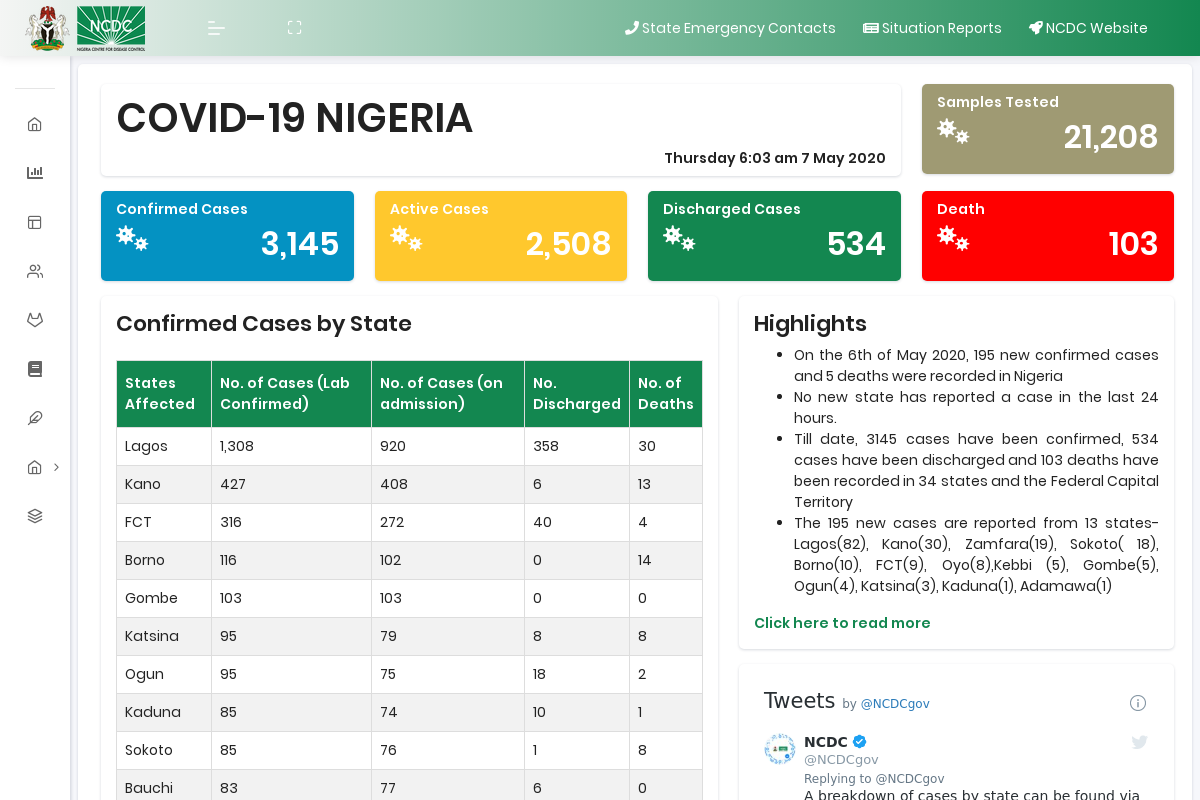 NCDC
NIGERIA CENTRE FOR DISEASE CONTROL
State Emergency Contacts
Situation Reports
NCDC Website
COVID-19 NIGERIA
Thursday 6:03 am 7 May 2020
Samples Tested
21,208
Confirmed Cases
3,145
Active Cases
2,508
Discharged Cases
534
Death
103
Confirmed Cases by State
States Affected No. of Cases (Lab Confirmed) No. of Cases (on admission) No. Discharged No. of Deaths
Lagos 1,308 920 358 30
Kano 427 408 6 13
FCT 316 272 40 4
Borno 116 102 0 14
Gombe 103 103 0 0
Katsina 95 79 8 8
Ogun 95 75 18 2
Kaduna 85 74 10 1
Sokoto 85 76 1 8
Bauchi 83 77 6 0
Highlights
On the 6th of May 2020, 195 new confirmed cases
and 5 deaths were recorded in Nigeria
No new state has reported a case in the last 24
hours.
Till date, 3145 cases have been confirmed, 534
cases have been discharged and 103 deaths have
been recorded in 34 states and the Federal Capital
Territory
The 195 new cases are reported from 13 states-
Lagos(82), Kano(30), Zamfara(19), Sokoto( 18),
Borno(10), FCT(9), Oyo(8),Kebbi (5), Gombe(5),
Ogun(4), Katsina(3), Kaduna(1), Adamawa(1)
Click here to read more
Tweets by @NCDCgov
NCDC
@NCDCgov
Replying to @NCDCgov
A breakdown of cases by state can be found via